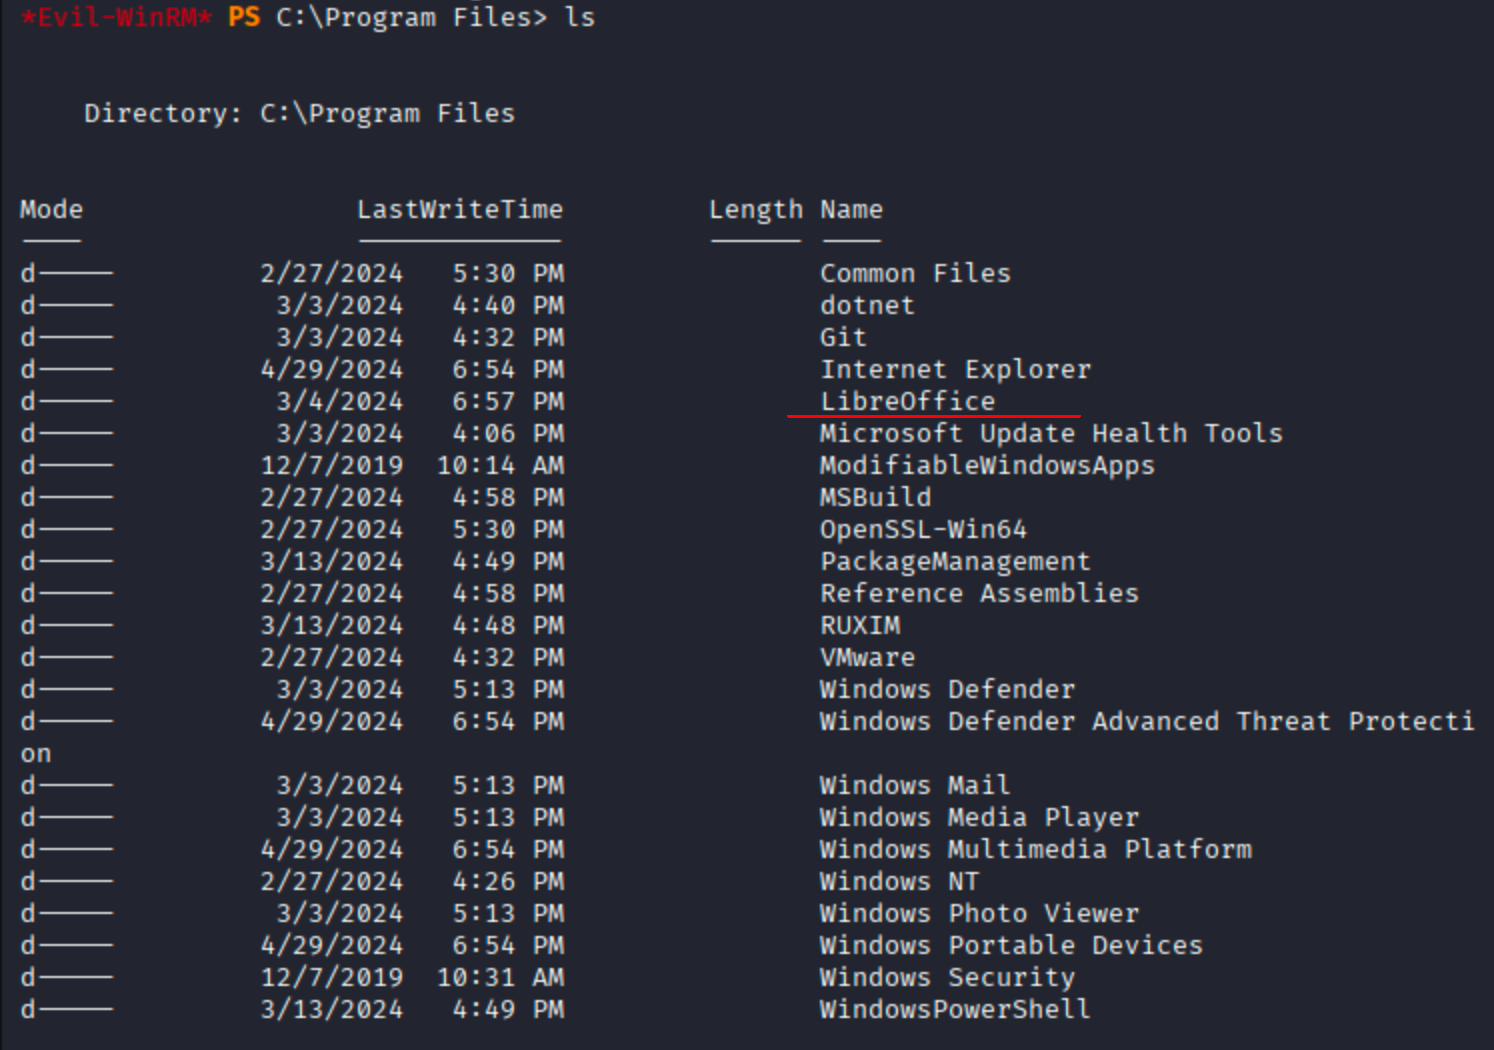 *Evil-WinRM* PS C:\Program Files> ls
Directory: C:\Program Files
Mode LastWriteTime Length Name
---- ------------- ------ ----
d----- 2/27/2024 5:30 PM Common Files
d----- 3/3/2024 4:40 PM dotnet
d----- 3/3/2024 4:32 PM Git
d----- 4/29/2024 6:54 PM Internet Explorer
d----- 3/4/2024 6:57 PM LibreOffice
d----- 3/3/2024 4:06 PM Microsoft Update Health Tools
d----- 12/7/2019 10:14 AM ModifiableWindowsApps
d----- 2/27/2024 4:58 PM MSBuild
d----- 2/27/2024 5:30 PM OpenSSL-Win64
d----- 3/13/2024 4:49 PM PackageManagement
d----- 2/27/2024 4:58 PM Reference Assemblies
d----- 3/13/2024 4:48 PM RUXIM
d----- 2/27/2024 4:32 PM VMware
d----- 3/3/2024 5:13 PM Windows Defender
d----- 4/29/2024 6:54 PM Windows Defender Advanced Threat Protecti
on
d----- 3/3/2024 5:13 PM Windows Mail
d----- 3/3/2024 5:13 PM Windows Media Player
d----- 4/29/2024 6:54 PM Windows Multimedia Platform
d----- 2/27/2024 4:26 PM Windows NT
d----- 3/3/2024 5:13 PM Windows Photo Viewer
d----- 4/29/2024 6:54 PM Windows Portable Devices
d----- 12/7/2019 10:31 AM Windows Security
d----- 3/13/2024 4:49 PM WindowsPowerShell